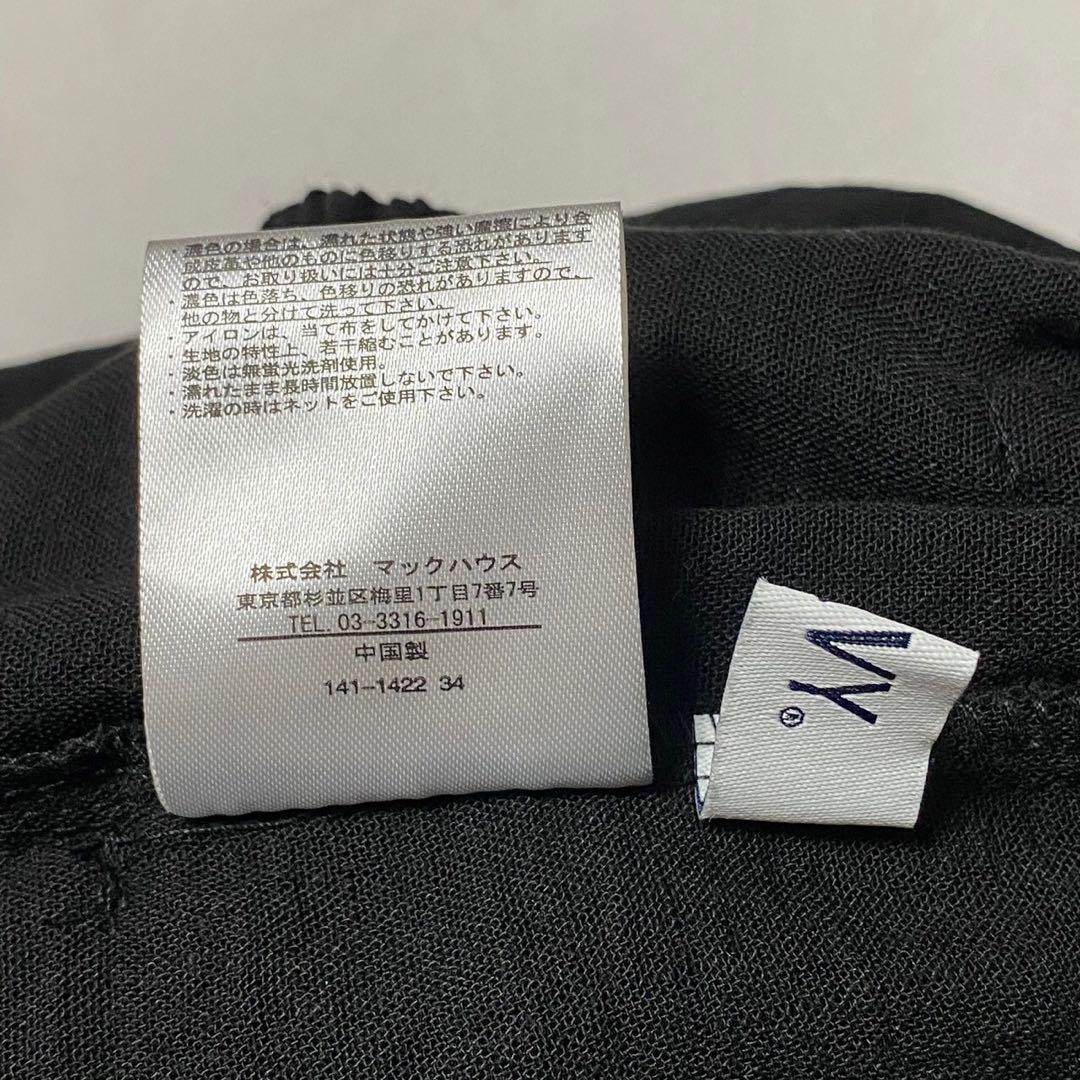 ・濃色の場合は、濡れた状態や強い摩擦により合
成皮革や他のものに色移りする恐れがあります
ので、お取り扱いには十分ご注意下さい。
・濃色は色落ち、色移りの恐れがありますので、
他の物と分けて洗って下さい。
・アイロンは、当て布をしてかけて下さい。
・生地の特性上、若干縮むことがあります。
・淡色は無蛍光洗剤使用。
・濡れたまま長時間放置しないで下さい。
・洗濯の時はネットをご使用下さい。
株式会社 マックハウス
東京都杉並区梅里1丁目7番7号
TEL. 03-3316-1911
中国製
141-1422 34
VY®